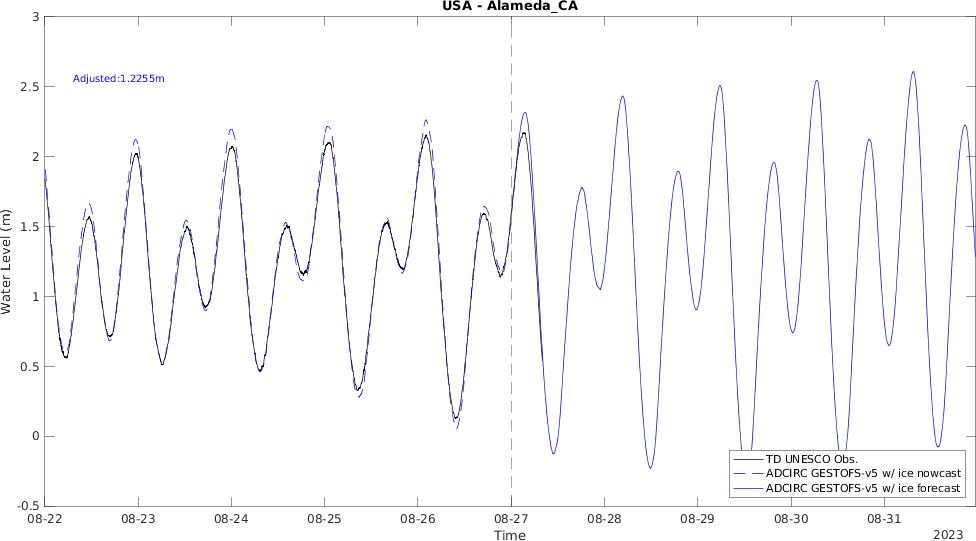 USA - Alameda_CA
Adjusted:1.2255m
Water Level (m)
3
2.5
2
1.5
1
0.5
0
-0.5
TD UNESCO Obs.
ADCIRC GESTOFS-v5 w/ ice nowcast
ADCIRC GESTOFS-v5 w/ ice forecast
08-22 08-23 08-24 08-25 08-26 08-27 08-28 08-29 08-30 08-31
Time
2023